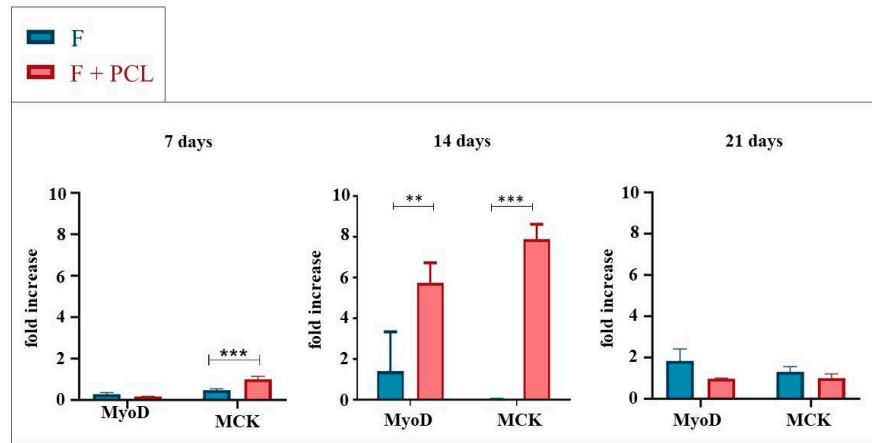 F
F + PCL
7 days
14 days
21 days
fold increase
10
8
6
4
2
0
***
MyoD
MCK
fold increase
10
8
6
4
2
0
**
***
MyoD
MCK
fold increase
10
8
6
4
2
0
MyoD
MCK